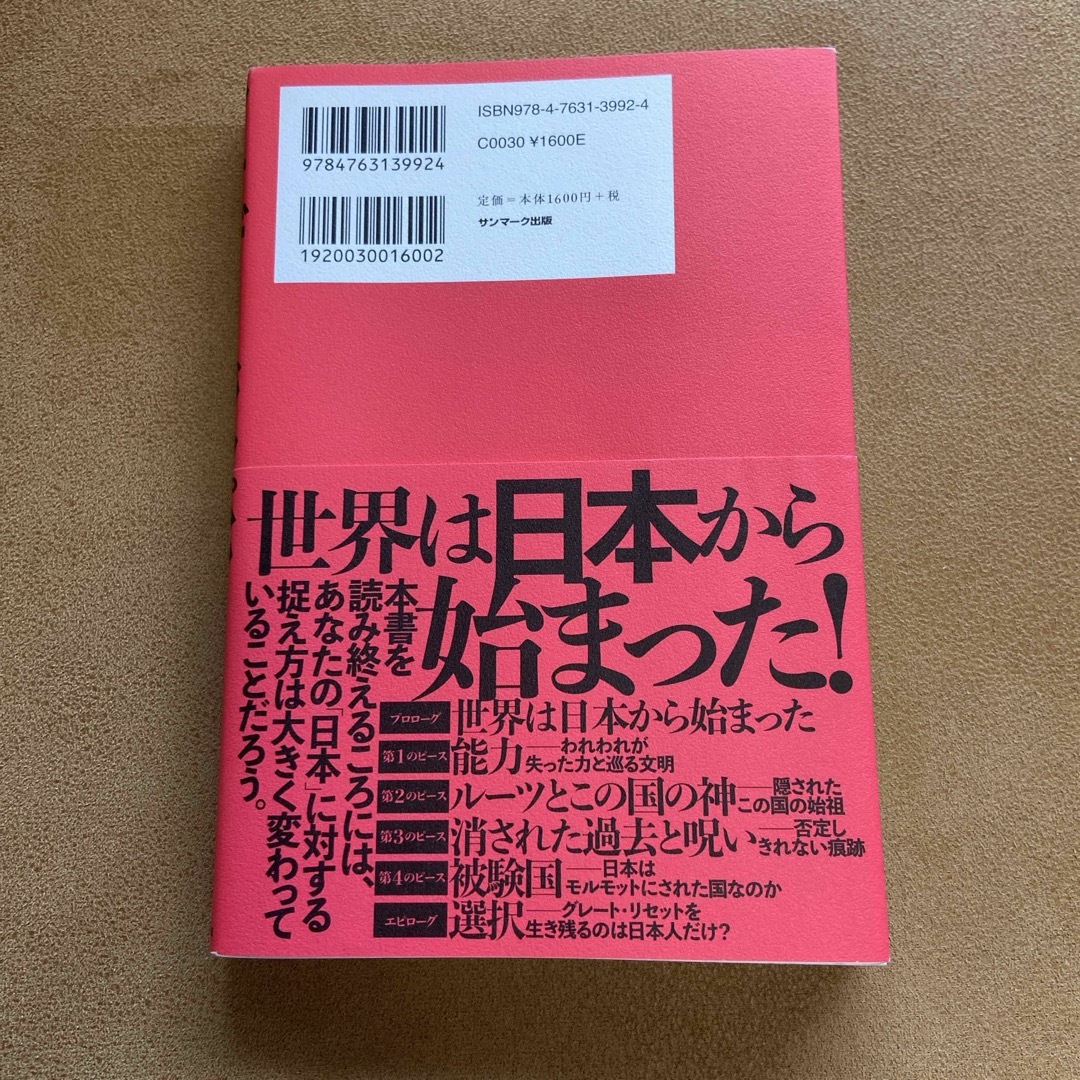 ISBN978-4-7631-3992-4
C0030 ¥1600E
9784763139924
定価＝本体1600円＋税
サンマーク出版
1920030016002
世界は日本から
始まった!
本書を
読み終えるころには、
あなたの「日本」に対する
捉え方は大きく変わって
いることだろう。
プロローグ 世界は日本から始まった
第1のピース 能力──われわれが
失った力と巡る文明
第2のピース ルーツとこの国の神──隠された
この国の始祖
第3のピース 消された過去と呪い──否定し
きれない痕跡
第4のピース 被験国──日本は
モルモットにされた国なのか
エピローグ 選択──グレート・リセットを
生き残るのは日本人だけ?